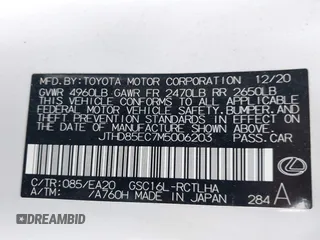 MFD.BY:TOYOTA MOTOR CORPORATION 12/20
GVWR 4960LB GAWR FR 2470LB RR 2650LB
THIS VEHICLE CONFORMS TO ALL APPLICABLE
FEDERAL MOTOR VEHICLE SAFETY, BUMPER, AND
THEFT PREVENTION STANDARDS IN EFFECT ON
THE DATE OF MANUFACTURE SHOWN ABOVE.
JTHD85EC7M5006203 PASS.CAR
C/TR:085/EA20 GSC16L-RCTLHA
A/TM: /A760H MADE IN JAPAN 284 A
DREAMBID